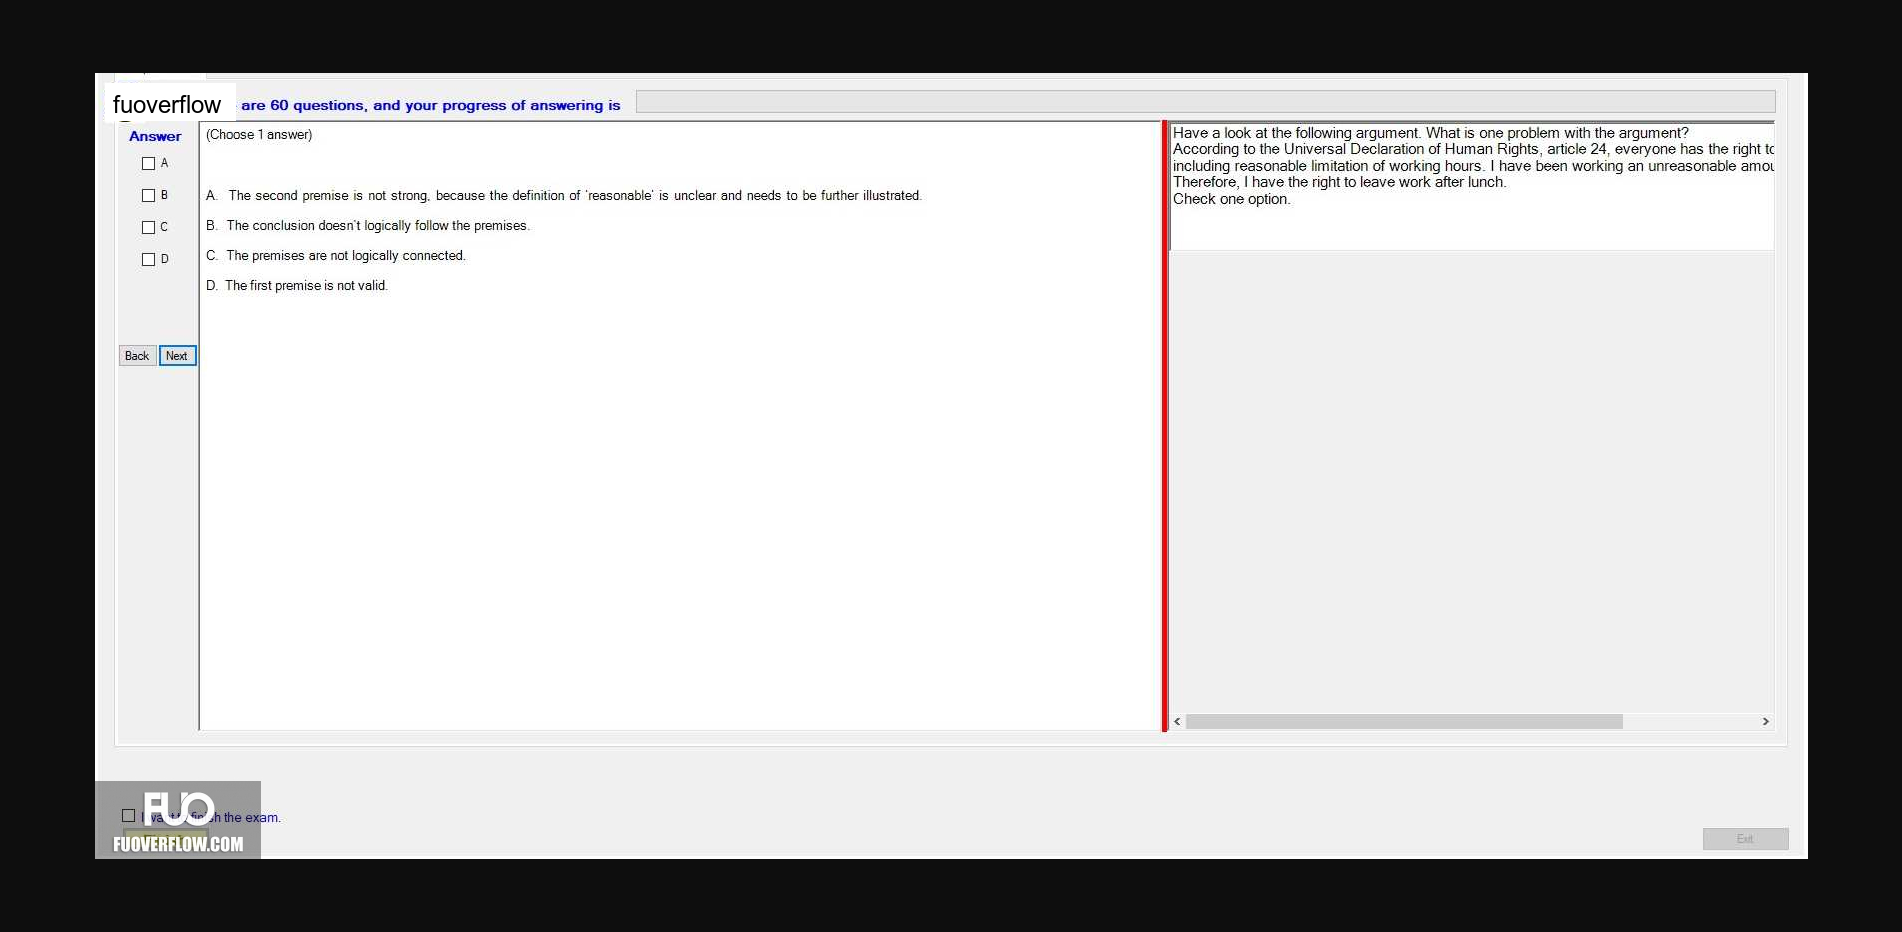 fuoverflow
are 60 questions, and your progress of answering is
Answer
A
B
C
D
Back Next
(Choose 1 answer)
A. The second premise is not strong, because the definition of 'reasonable' is unclear and needs to be further illustrated.
B. The conclusion doesn't logically follow the premises.
C. The premises are not logically connected.
D. The first premise is not valid.
Have a look at the following argument. What is one problem with the argument?
According to the Universal Declaration of Human Rights, article 24, everyone has the right to
including reasonable limitation of working hours. I have been working an unreasonable amou
Therefore, I have the right to leave work after lunch.
Check one option.
I want to finish the exam.
FUO
FUOVERFLOW.COM
Exit